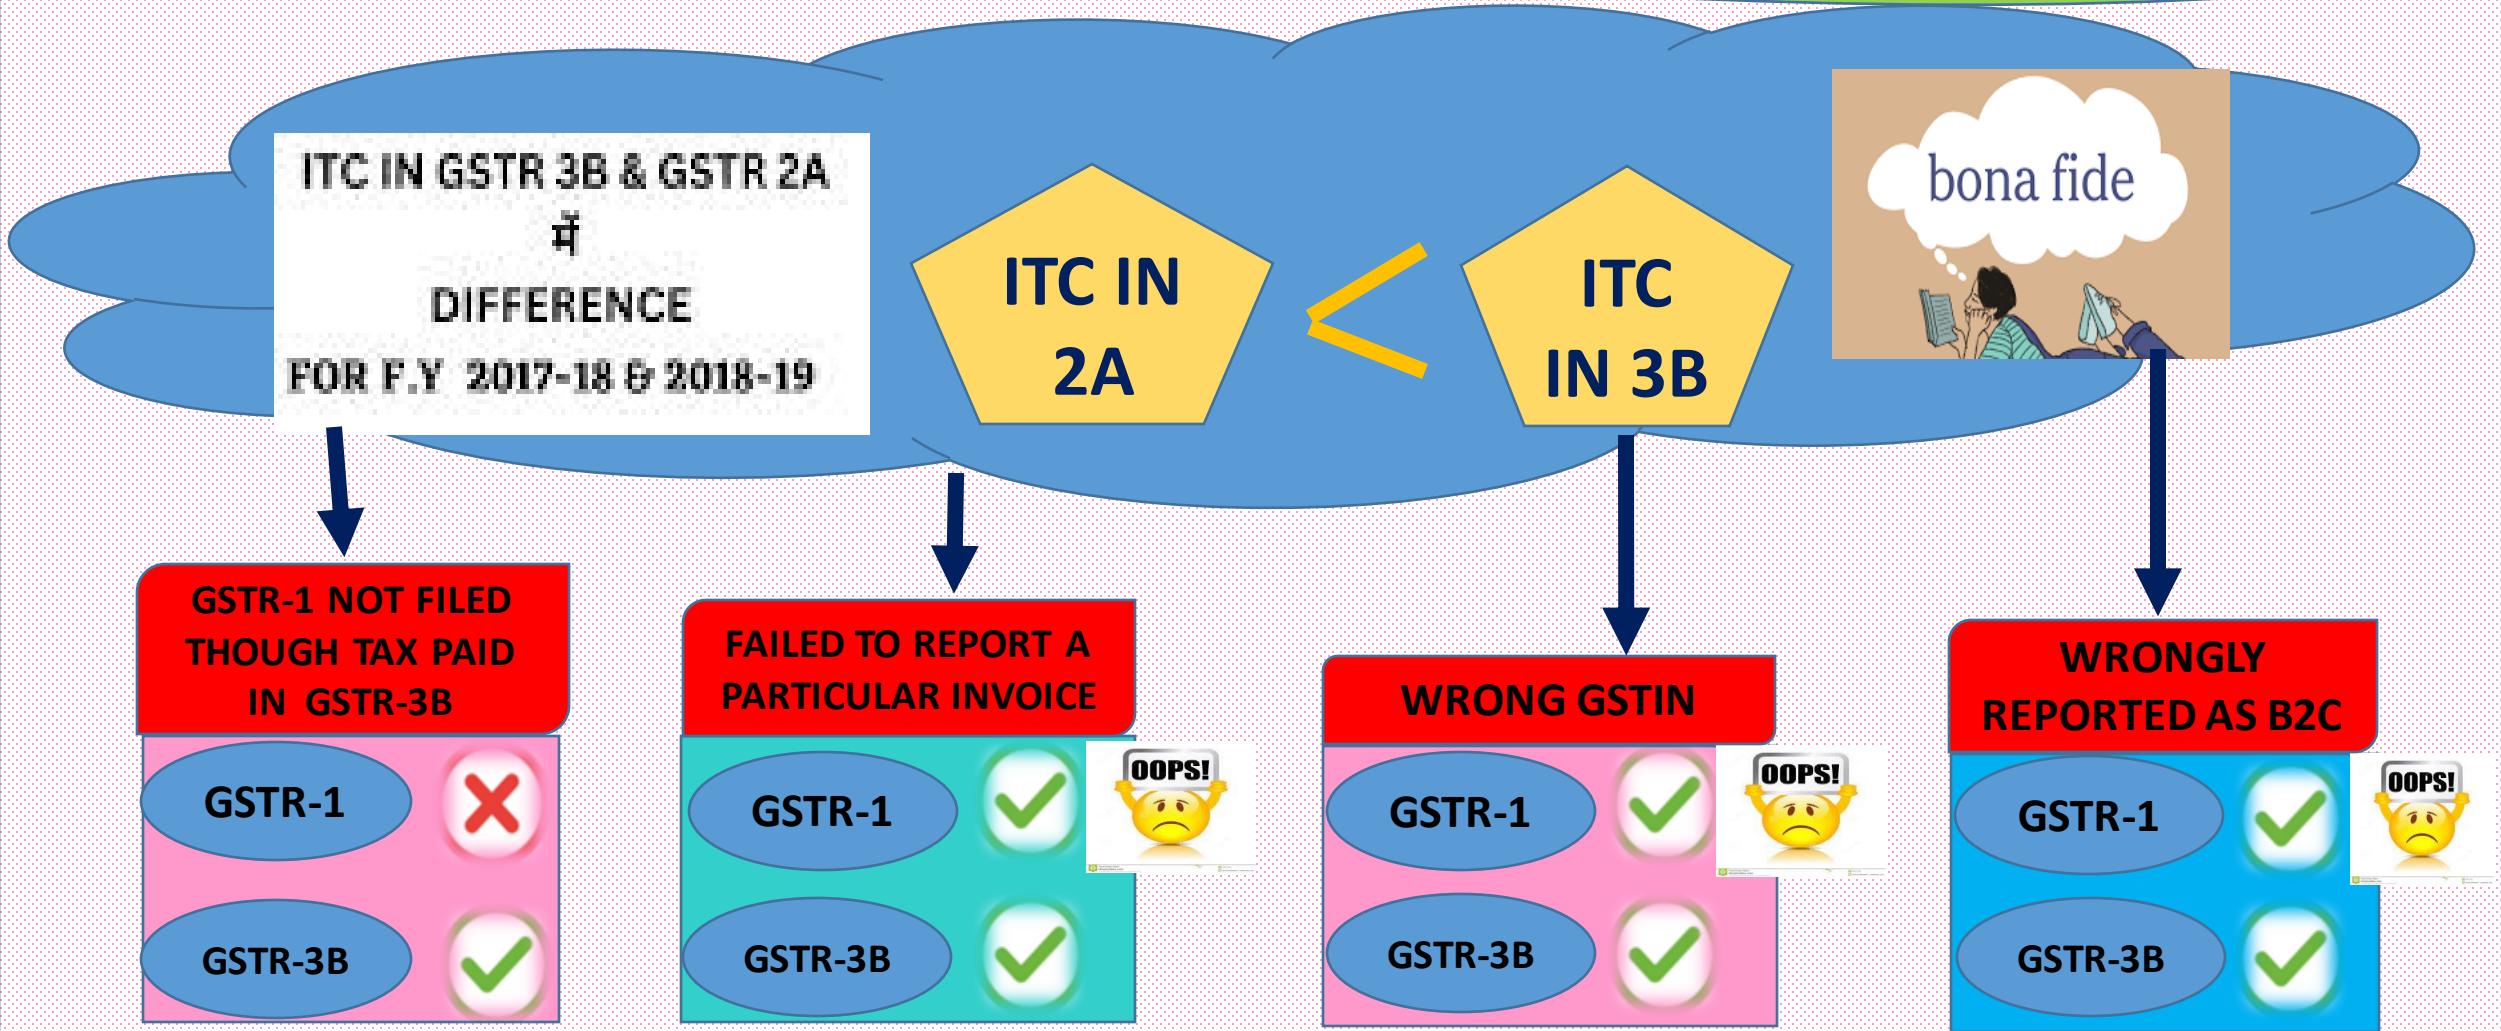 ITC IN GSTR 3B & GSTR 2A
में
DIFFERENCE
FOR F.Y 2017-18 & 2018-19
ITC IN
2A
ITC
IN 3B
bona fide
GSTR-1 NOT FILED
THOUGH TAX PAID
IN GSTR-3B
GSTR-1
GSTR-3B
FAILED TO REPORT A
PARTICULAR INVOICE
GSTR-1
OOPS!
GSTR-3B
WRONG GSTIN
GSTR-1
OOPS!
GSTR-3B
WRONGLY
REPORTED AS B2C
GSTR-1
OOPS!
GSTR-3B